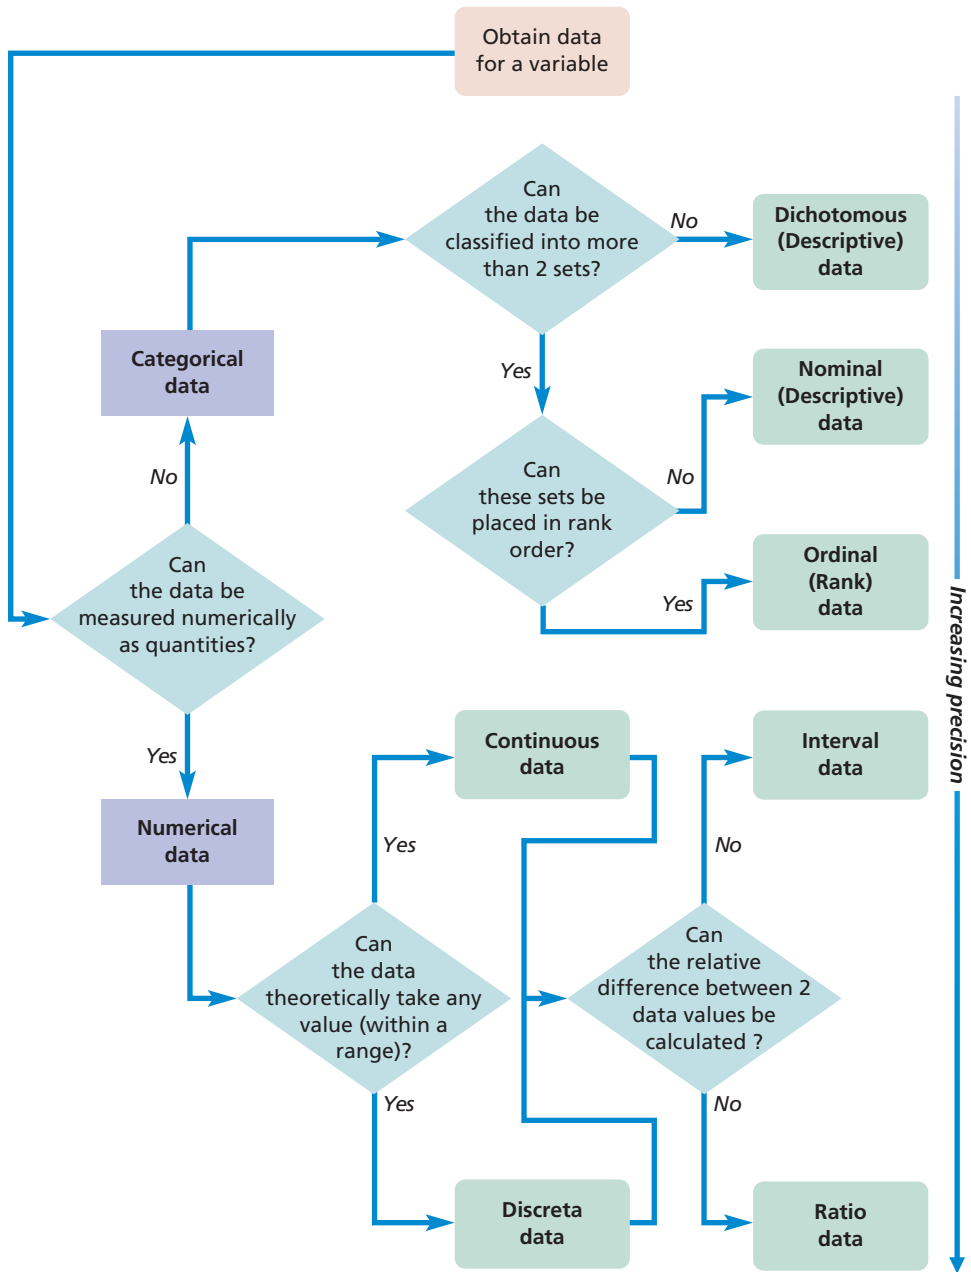 Obtain data
for a variable
Can
the data be
classified into more
than 2 sets?
No
Dichotomous
(Descriptive)
data
Categorical
data
Yes
Nominal
(Descriptive)
data
No
Can
these sets be
placed in rank
order?
No
Ordinal
(Rank)
data
Yes
Can
the data be
measured numerically
as quantities?
Increasing precision
Yes
Continuous
data
Interval
data
Numerical
data
Yes
No
Can
the data
theoretically take any
value (within a
range)?
Can
the relative
difference between 2
data values be
calculated ?
Yes
No
Discreta
data
Ratio
data